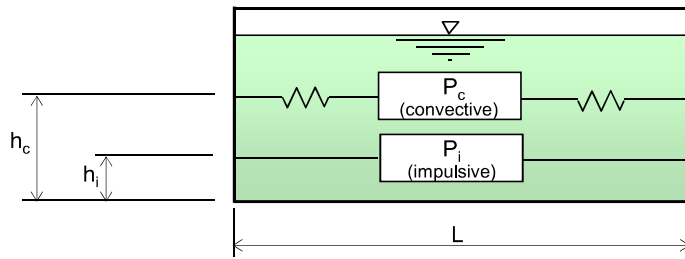 P_c
(convective)
h_c
P_i
(impulsive)
h_i
L